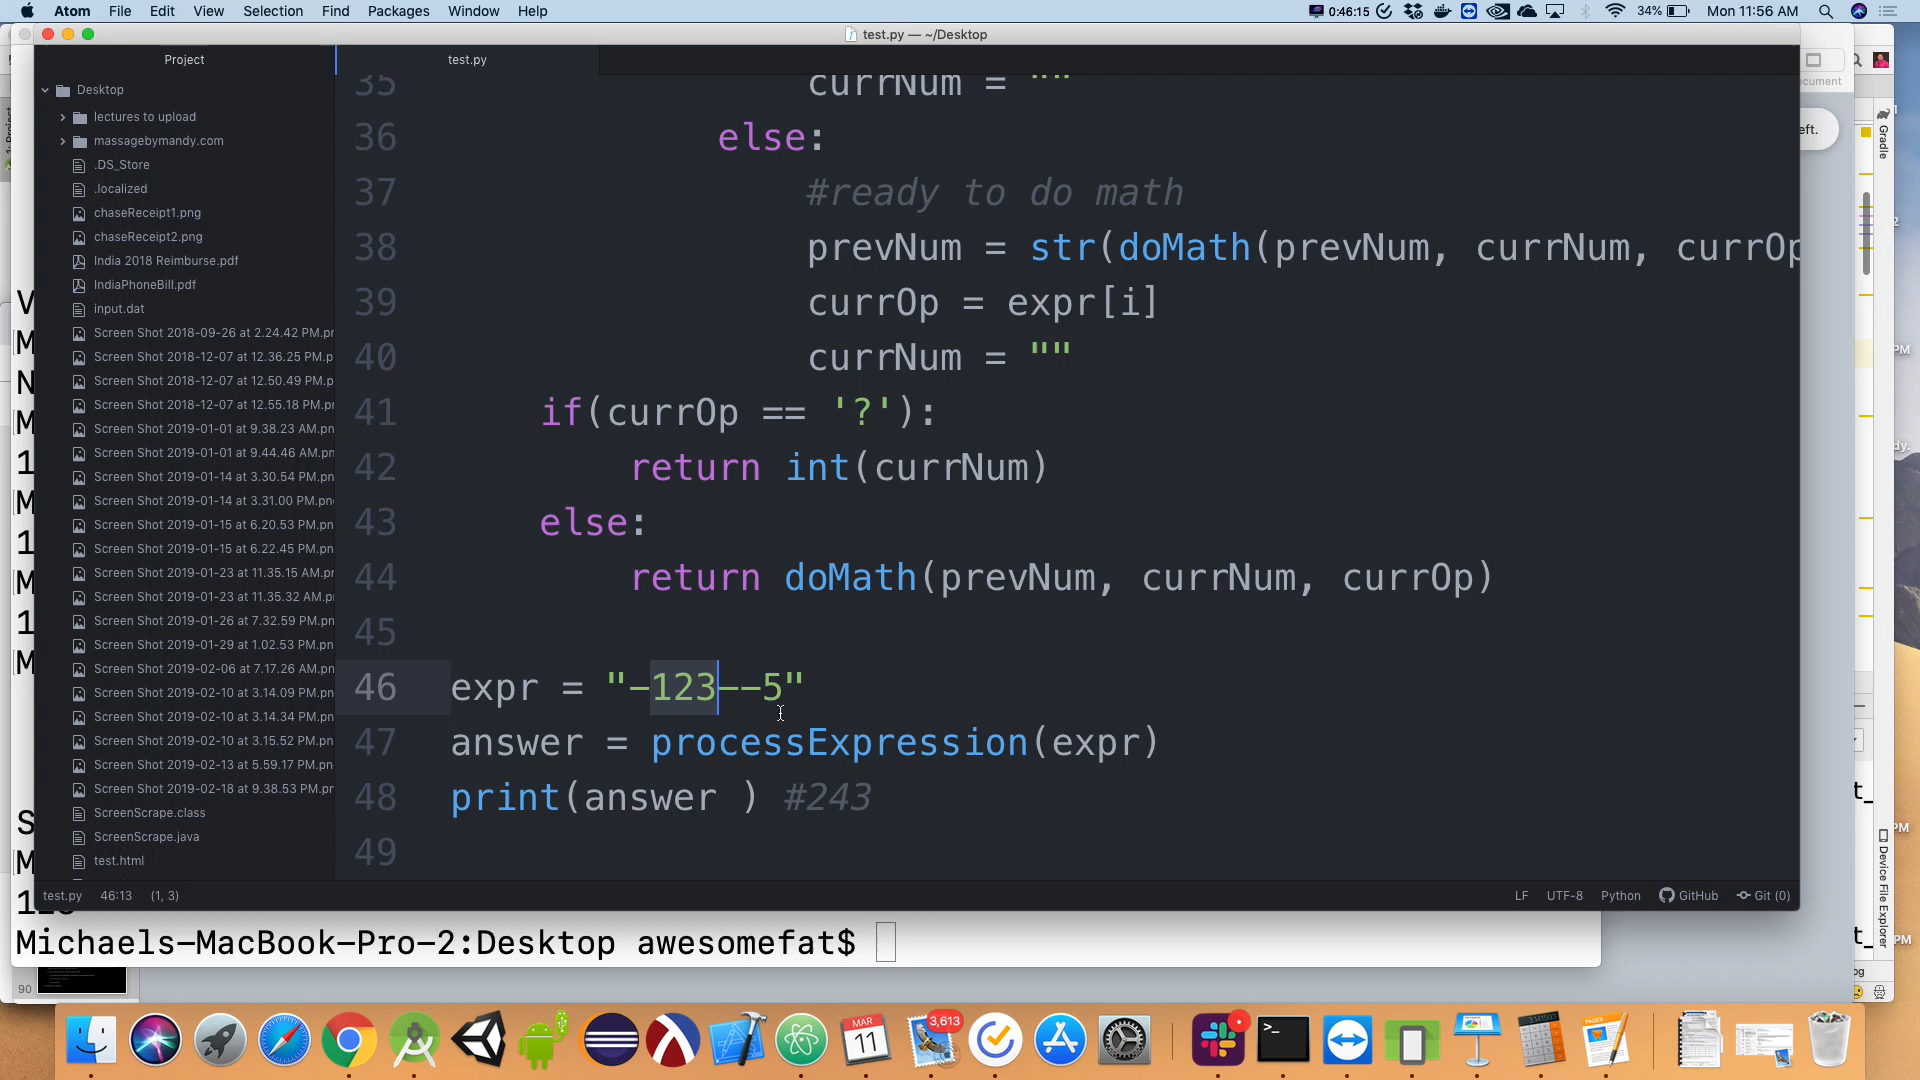 Atom File Edit View Selection Find Packages Window Help 0:46:15 34% Mon 11:56 AM
test.py — ~/Desktop
Project
test.py
Desktop
lectures to upload
massagebymandy.com
.DS_Store
.localized
chaseReceipt1.png
chaseReceipt2.png
India 2018 Reimburse.pdf
IndiaPhoneBill.pdf
input.dat
Screen Shot 2018-09-26 at 2.24.42 PM.pr
Screen Shot 2018-12-07 at 12.36.25 PM.p
Screen Shot 2018-12-07 at 12.50.49 PM.p
Screen Shot 2018-12-07 at 12.55.18 PM.pr
Screen Shot 2019-01-01 at 9.38.23 AM.pn
Screen Shot 2019-01-01 at 9.44.46 AM.pn
Screen Shot 2019-01-14 at 3.30.54 PM.pn
Screen Shot 2019-01-14 at 3.31.00 PM.pn
Screen Shot 2019-01-15 at 6.20.53 PM.pn
Screen Shot 2019-01-15 at 6.22.45 PM.pn
Screen Shot 2019-01-23 at 11.35.15 AM.pr
Screen Shot 2019-01-23 at 11.35.32 AM.p
Screen Shot 2019-01-26 at 7.32.59 PM.pn
Screen Shot 2019-01-29 at 1.02.53 PM.pn
Screen Shot 2019-02-06 at 7.17.26 AM.pn
Screen Shot 2019-02-10 at 3.14.09 PM.pn
Screen Shot 2019-02-10 at 3.14.34 PM.pn
Screen Shot 2019-02-10 at 3.15.52 PM.pn
Screen Shot 2019-02-13 at 5.59.17 PM.pn
Screen Shot 2019-02-18 at 9.38.53 PM.pr
ScreenScrape.class
ScreenScrape.java
test.html
35 currNum = ""
36 else:
37 #ready to do math
38 prevNum = str(doMath(prevNum, currNum, currOp
39 currOp = expr[i]
40 currNum = ""
41 if(currOp == '?'):
42 return int(currNum)
43 else:
44 return doMath(prevNum, currNum, currOp)
45
46 expr = "-123--5"
47 answer = processExpression(expr)
48 print(answer ) #243
49
test.py 46:13 (1, 3) LF UTF-8 Python GitHub Git (0)
Michaels-MacBook-Pro-2:Desktop awesomefat$
90
Gradle
Device File Explorer
MAR
11
3,613
PAGES